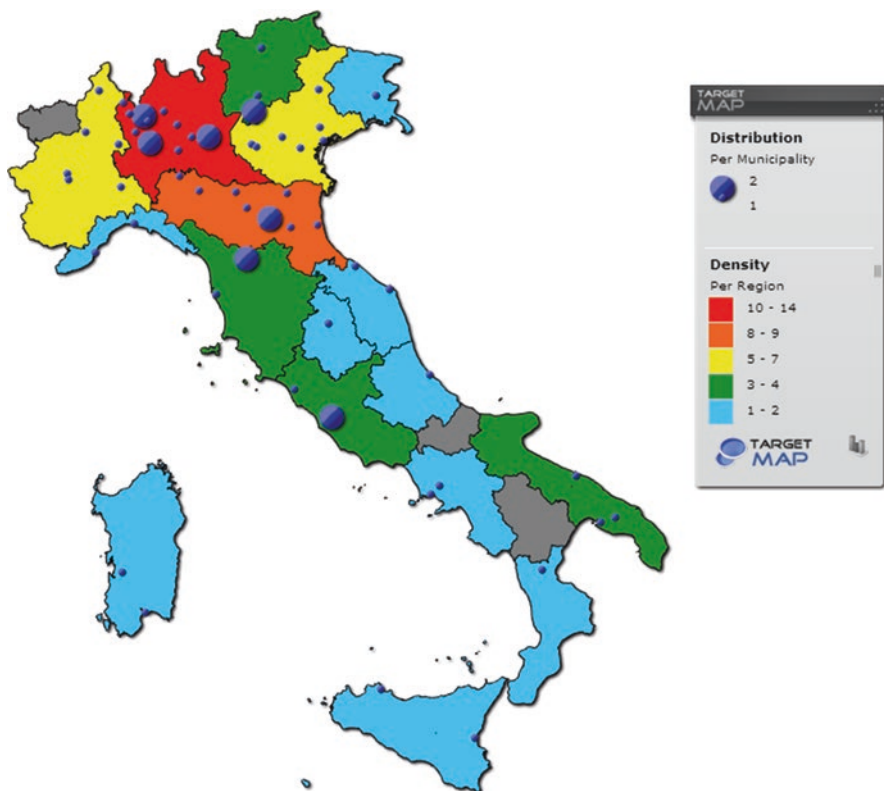 TARGET
MAP
Distribution
Per Municipality
2
1
Density
Per Region
10 - 14
8 - 9
5 - 7
3 - 4
1 - 2
TARGET
MAP